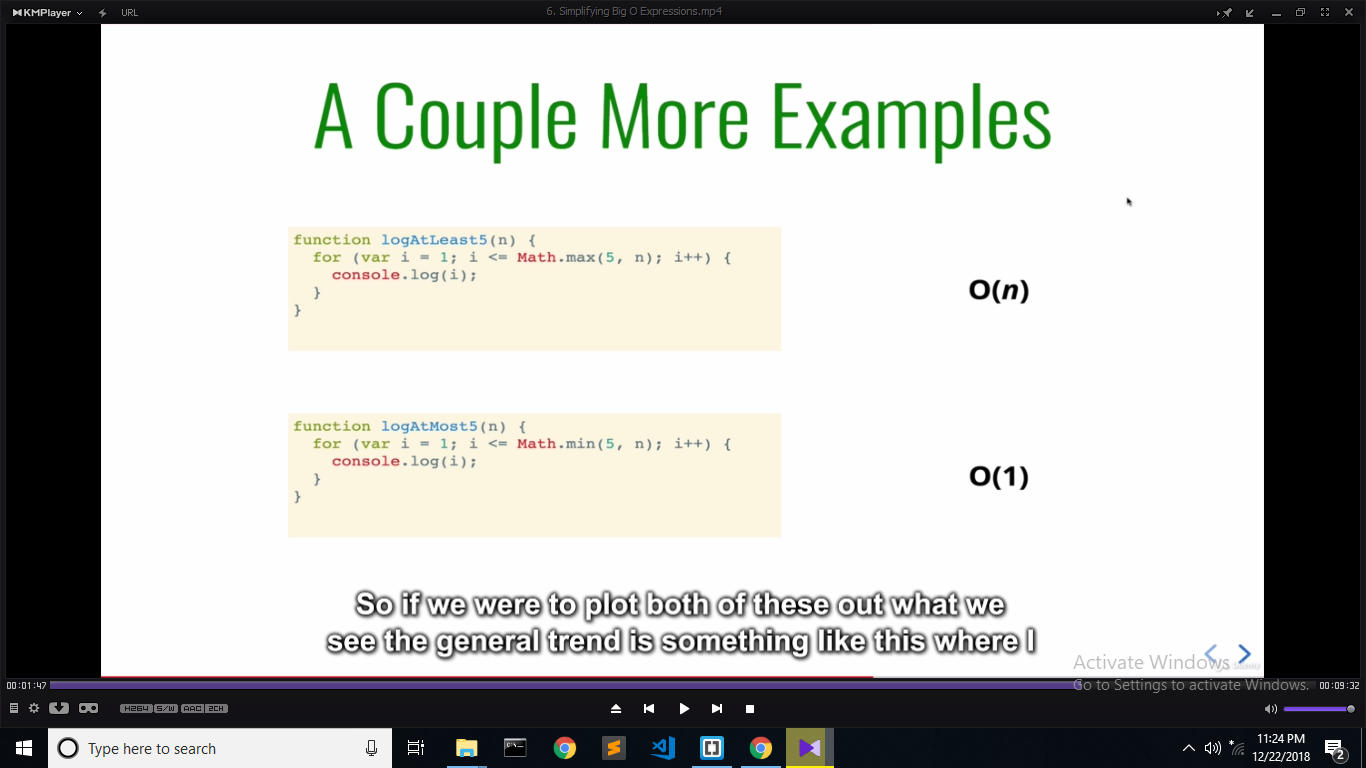 KMPlayer
URL
6. Simplifying Big O Expressions.mp4
A Couple More Examples
function logAtLeast5(n) {
for (var i = 1; i <= Math.max(5, n); i++) {
console.log(i);
}
}
O(n)
function logAtMost5(n) {
for (var i = 1; i <= Math.min(5, n); i++) {
console.log(i);
}
}
O(1)
So if we were to plot both of these out what we
see the general trend is something like this where I
Activate Windows
Go to Settings to activate Windows.
00:01:47
00:09:32
H264 S/W AAC 2CH
Type here to search
11:24 PM
12/22/2018
2